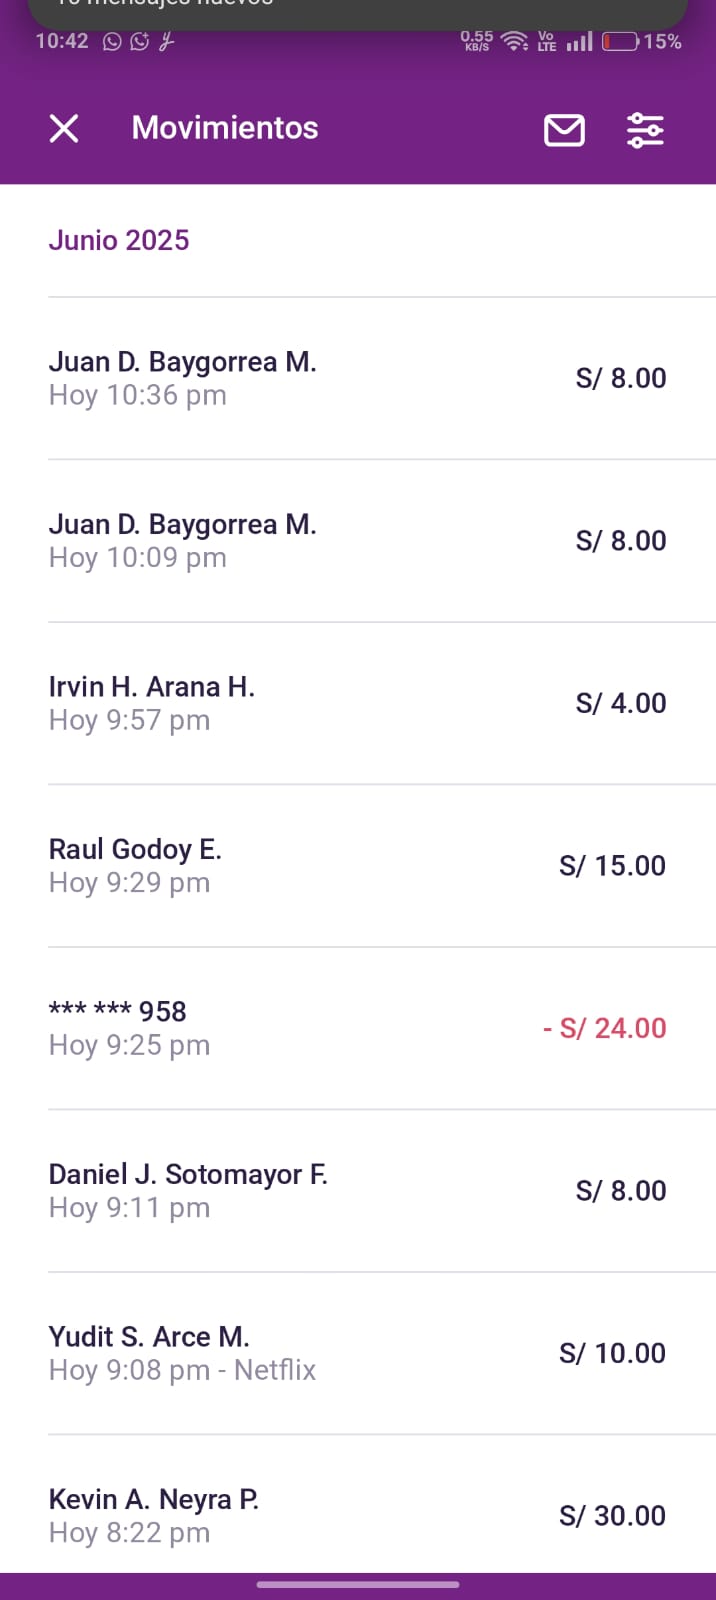 10 mensajes nuevos
10:42
0.55 KB/S Vo LTE 15%
Movimientos
Junio 2025
Juan D. Baygorrea M.
Hoy 10:36 pm
S/ 8.00
Juan D. Baygorrea M.
Hoy 10:09 pm
S/ 8.00
Irvin H. Arana H.
Hoy 9:57 pm
S/ 4.00
Raul Godoy E.
Hoy 9:29 pm
S/ 15.00
*** *** 958
Hoy 9:25 pm
- S/ 24.00
Daniel J. Sotomayor F.
Hoy 9:11 pm
S/ 8.00
Yudit S. Arce M.
Hoy 9:08 pm - Netflix
S/ 10.00
Kevin A. Neyra P.
Hoy 8:22 pm
S/ 30.00